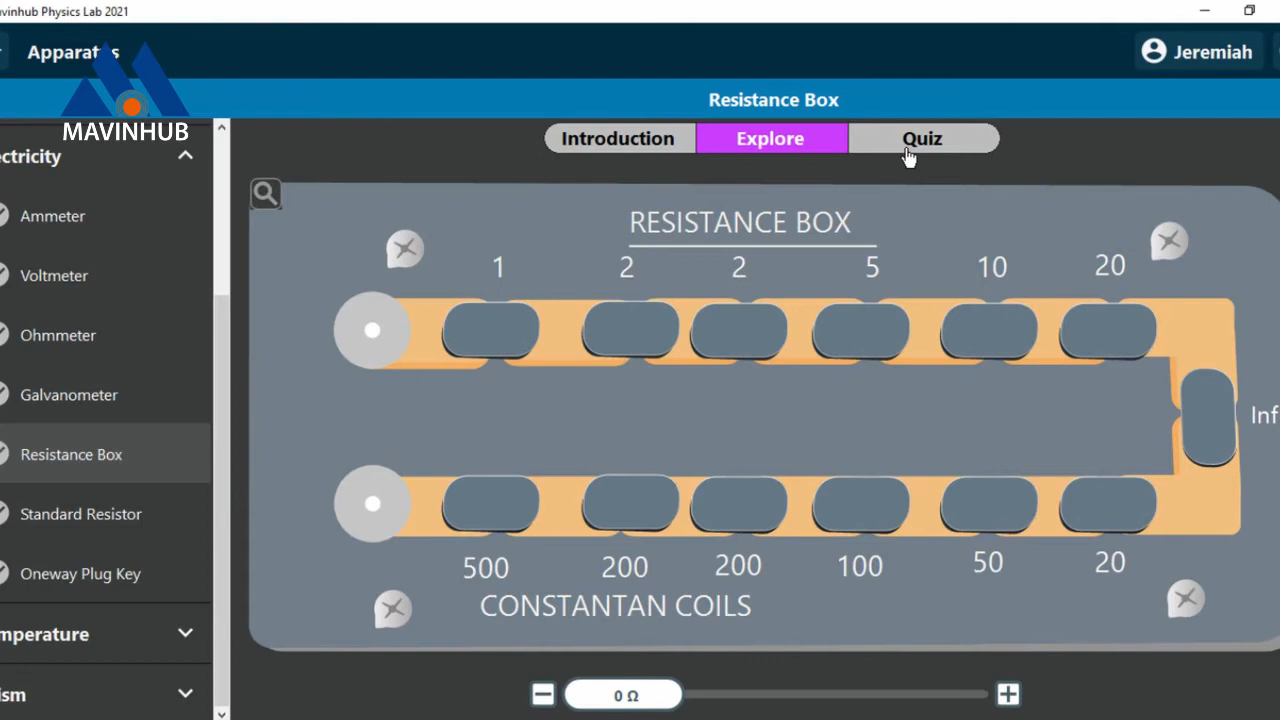 avinhub Physics Lab 2021
Apparatus
Jeremiah
MAVINHUB
Resistance Box
Introduction
Explore
Quiz
ectricity
Ammeter
Voltmeter
Ohmmeter
Galvanometer
Resistance Box
Standard Resistor
Oneway Plug Key
mperature
ism
RESISTANCE BOX
1 2 2 5 10 20
Inf
500 200 200 100 50 20
CONSTANTAN COILS
0 Ω